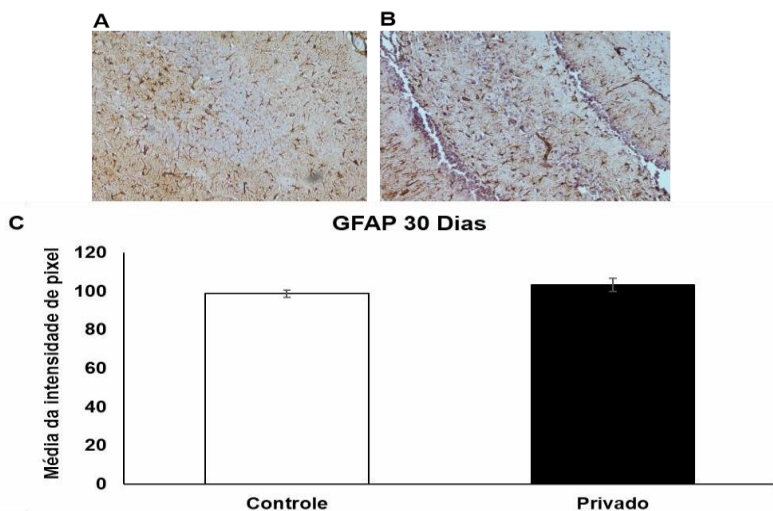 A
B
C
GFAP 30 Dias
Média da intensidade de pixel
120
100
80
60
40
20
0
Controle
Privado